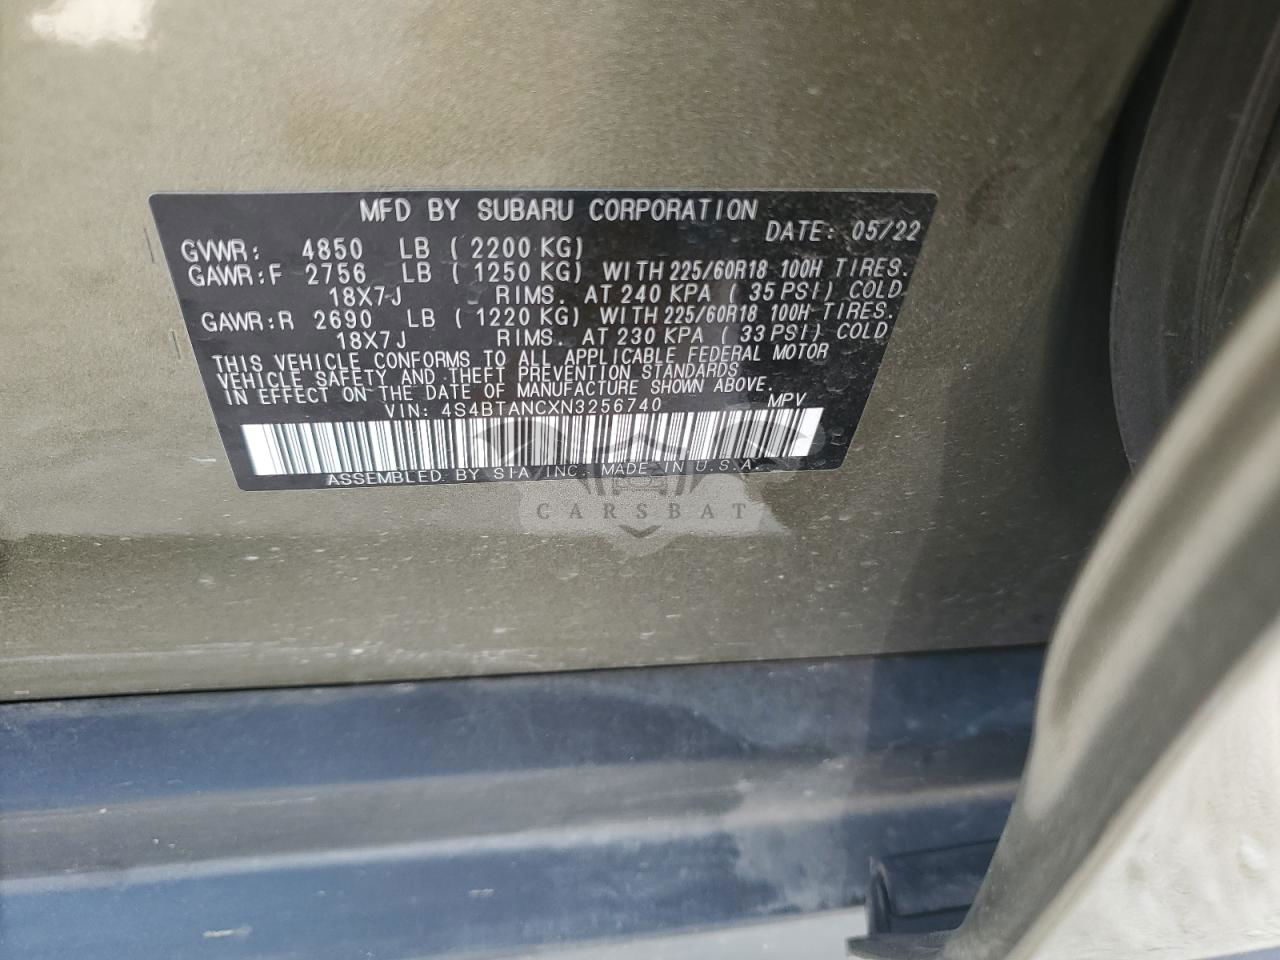 MFD BY SUBARU CORPORATION
DATE: 05/22
GVWR: 4850 LB ( 2200 KG)
GAWR:F 2756 LB ( 1250 KG) WITH 225/60R18 100H TIRES.
18X7J RIMS. AT 240 KPA ( 35 PSI) COLD
GAWR:R 2690 LB ( 1220 KG) WITH 225/60R18 100H TIRES.
18X7J RIMS. AT 230 KPA ( 33 PSI) COLD
THIS VEHICLE CONFORMS TO ALL APPLICABLE FEDERAL MOTOR
VEHICLE SAFETY AND THEFT PREVENTION STANDARDS
IN EFFECT ON THE DATE OF MANUFACTURE SHOWN ABOVE.
VIN: 4S4BTANCXN3256740 MPV
ASSEMBLED BY SIA,INC. MADE IN U.S.A.
CARSBAT